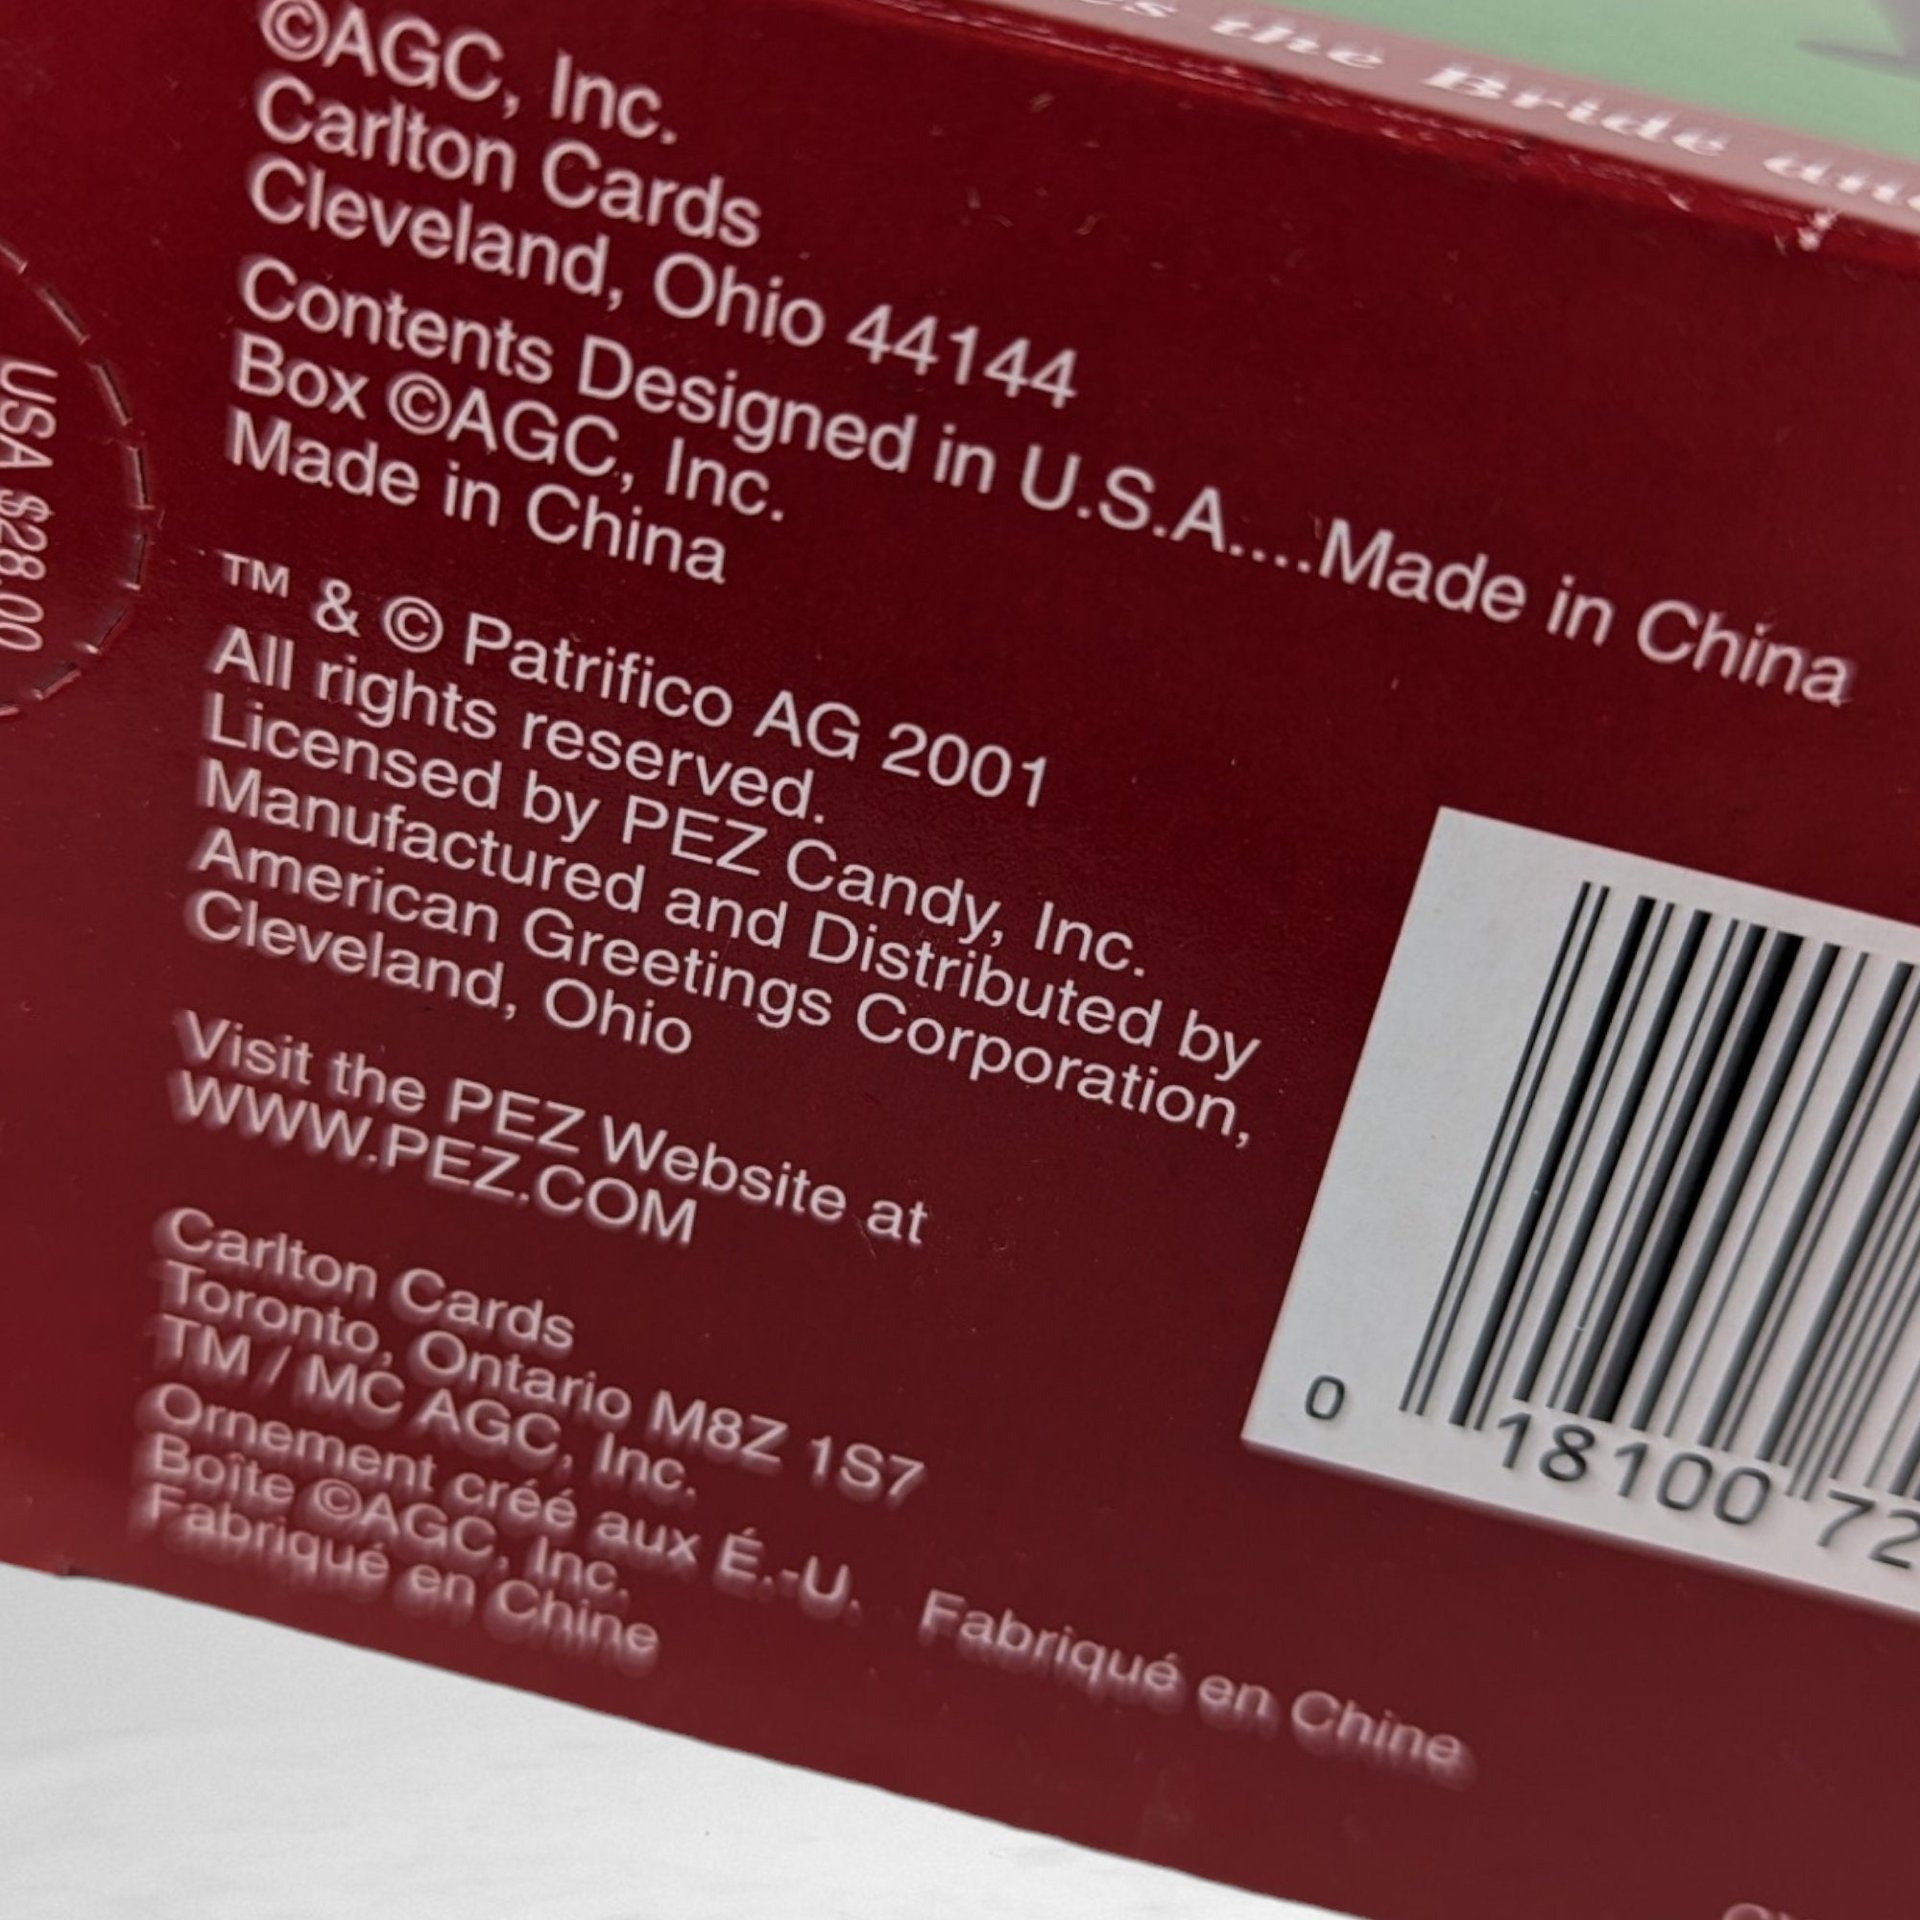 the Bride
©AGC, Inc.
Carlton Cards
Cleveland, Ohio 44144
Contents Designed in U.S.A....Made in China
Box ©AGC, Inc.
Made in China
™ & © Patrifico AG 2001
All rights reserved.
Licensed by PEZ Candy, Inc.
Manufactured and Distributed by
American Greetings Corporation,
Cleveland, Ohio
Visit the PEZ Website at
WWW.PEZ.COM
Carlton Cards
Toronto, Ontario M8Z 1S7
TM / MC AGC, Inc.
Ornement créé aux É.-U. Fabriqué en Chine
Boîte ©AGC, Inc.
Fabriqué en Chine
USA $28.00
0 18100 72